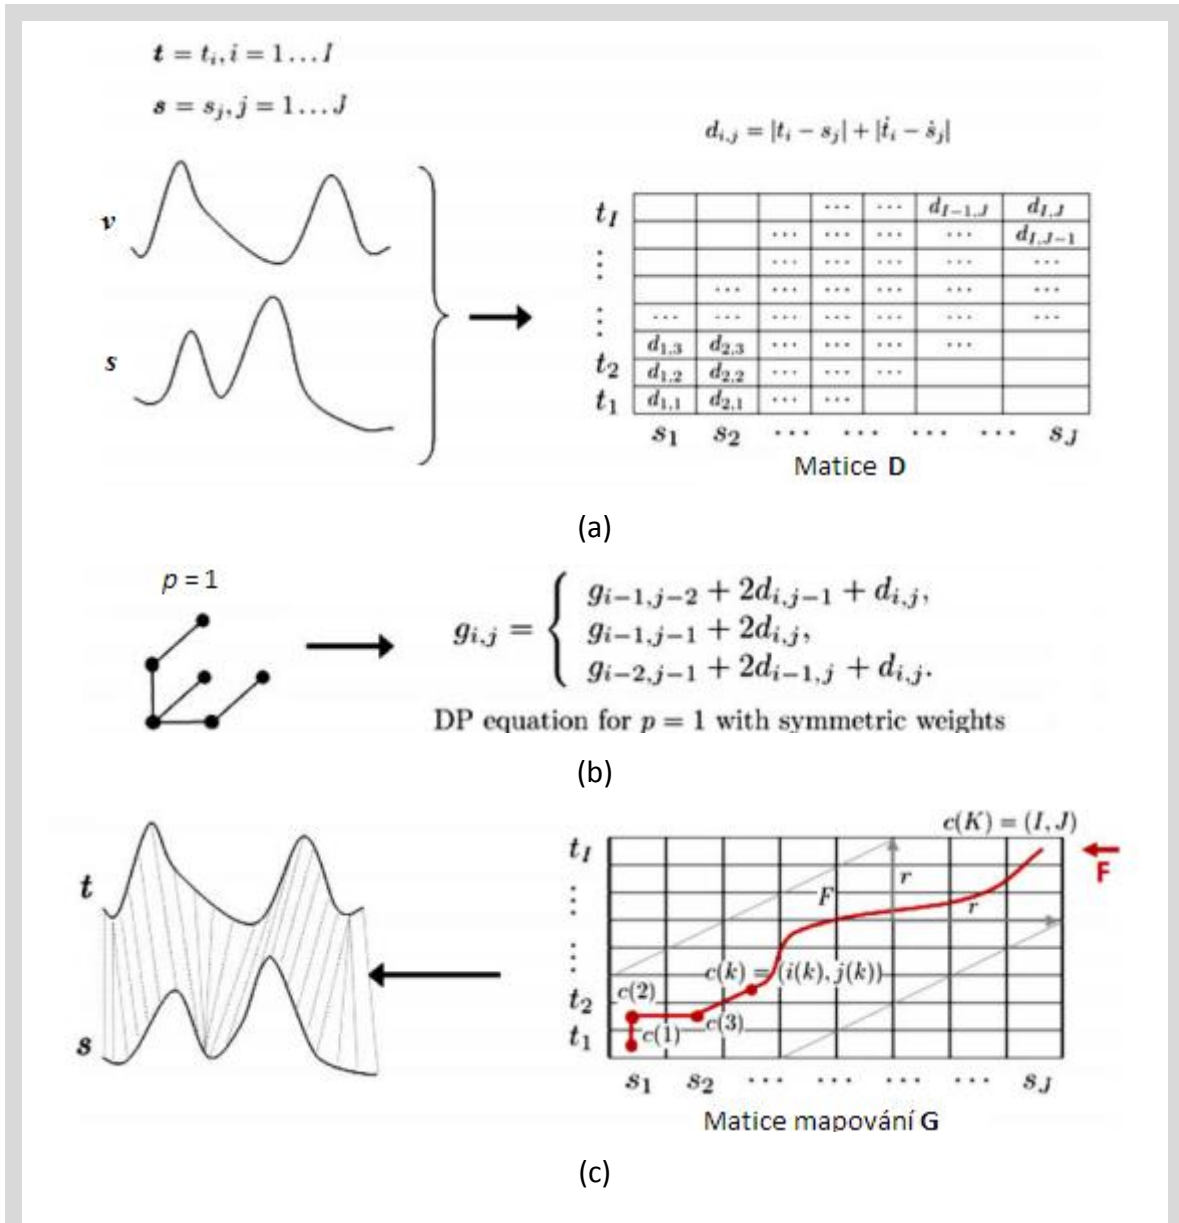 t = t_i, i = 1 … I
s = s_j, j = 1 … J
d_{i,j} = |t_i − s_j| + |ṫ_i − ṡ_j|
v
s
t_I ⋯ ⋯ d_{I−1,J} d_{I,J}
⋯ ⋯ ⋯ d_{I,J−1}
⋮ ⋯ ⋯ ⋯ ⋯ ⋯
⋯ ⋯ ⋯ ⋯ ⋯ ⋯
⋮ ⋯ ⋯ ⋯ ⋯ ⋯ ⋯ ⋯
d_{1,3} d_{2,3} ⋯ ⋯ ⋯ ⋯
t_2 d_{1,2} d_{2,2} ⋯ ⋯ ⋯
t_1 d_{1,1} d_{2,1} ⋯ ⋯
s_1 s_2 ⋯ ⋯ ⋯ ⋯ s_J
Matice D
(a)
p = 1
g_{i,j} = {
g_{i−1,j−2} + 2d_{i,j−1} + d_{i,j},
g_{i−1,j−1} + 2d_{i,j},
g_{i−2,j−1} + 2d_{i−1,j} + d_{i,j}.
DP equation for p = 1 with symmetric weights
(b)
t
s
c(K) = (I, J)
t_I
F
r
F
r
⋮
⋮
c(k) = (i(k), j(k))
c(2)
t_2
c(3)
c(1)
t_1
s_1 s_2 ⋯ ⋯ ⋯ ⋯ s_J
Matice mapování G
(c)